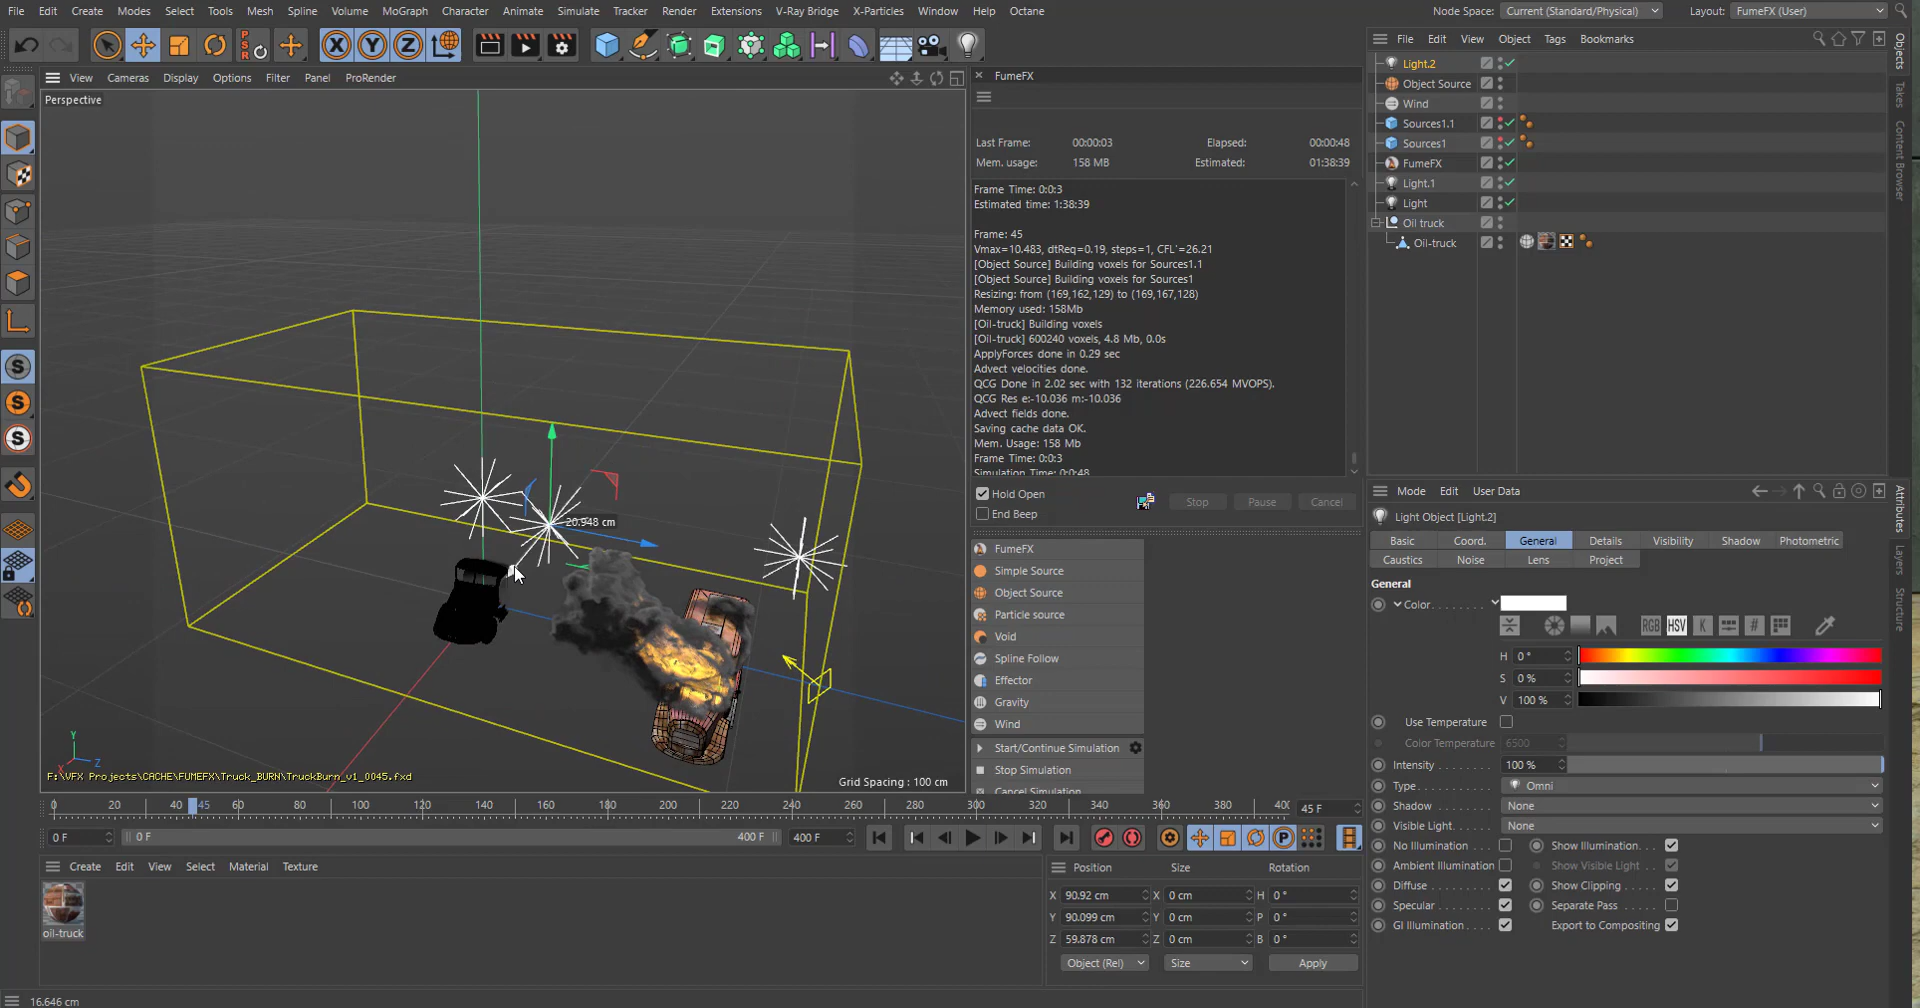 File Edit Create Modes Select Tools Mesh Spline Volume MoGraph Character Animate Simulate Tracker Render Extensions V-Ray Bridge X-Particles Window Help Octane
Node Space: Current (Standard/Physical) Layout: FumeFX (User)
PSR X Y Z
View Cameras Display Options Filter Panel ProRender
Perspective
20.948 cm
Y
Z
X
F:\VFX Projects\CACHE\FUMEFX\Truck_BURN\TruckBurn_v1_0045.fxd
Grid Spacing : 100 cm
FumeFX
Last Frame: 00:00:03 Elapsed: 00:00:48
Mem. usage: 158 MB Estimated: 01:38:39
Frame Time: 0:0:3
Estimated time: 1:38:39
Frame: 45
Vmax=10.483, dtReq=0.19, steps=1, CFL`=26.21
[Object Source] Building voxels for Sources1.1
[Object Source] Building voxels for Sources1
Resizing: from (169,162,129) to (169,167,128)
Memory used: 158Mb
[Oil-truck] Building voxels
[Oil-truck] 600240 voxels, 4.8 Mb, 0.0s
ApplyForces done in 0.29 sec
Advect velocities done.
QCG Done in 2.02 sec with 132 iterations (226.654 MVOPS).
QCG Res e:-10.036 m:-10.036
Advect fields done.
Saving cache data OK.
Mem. Usage: 158 Mb
Frame Time: 0:0:3
Simulation Time: 0:0:48
Hold Open
End Beep
Stop Pause Cancel
FumeFX
Simple Source
Object Source
Particle source
Void
Spline Follow
Effector
Gravity
Wind
Start/Continue Simulation
Stop Simulation
Cancel Simulation
File Edit View Object Tags Bookmarks
Light.2
Object Source
Wind
Sources1.1
Sources1
FumeFX
Light.1
Light
Oil truck
Oil-truck
Objects
Takes
Content Browser
Attributes
Layers
Structure
Mode Edit User Data
Light Object [Light.2]
Basic Coord. General Details Visibility Shadow Photometric
Caustics Noise Lens Project
General
Color
RGB HSV K #
H 0 °
S 0 %
V 100 %
Use Temperature
Color Temperature 6500
Intensity 100 %
Type Omni
Shadow None
Visible Light None
No Illumination Show Illumination
Ambient Illumination Show Visible Light
Diffuse Show Clipping
Specular Separate Pass
GI Illumination Export to Compositing
0 20 40 45 60 80 100 120 140 160 180 200 220 240 260 280 300 320 340 360 380 40 45 F
0 F 0 F 400 F 400 F
P
Create Edit View Select Material Texture
oil-truck
Position Size Rotation
X 90.92 cm X 0 cm H 0 °
Y 90.099 cm Y 0 cm P 0 °
Z 59.878 cm Z 0 cm B 0 °
Object (Rel) Size Apply
16.646 cm